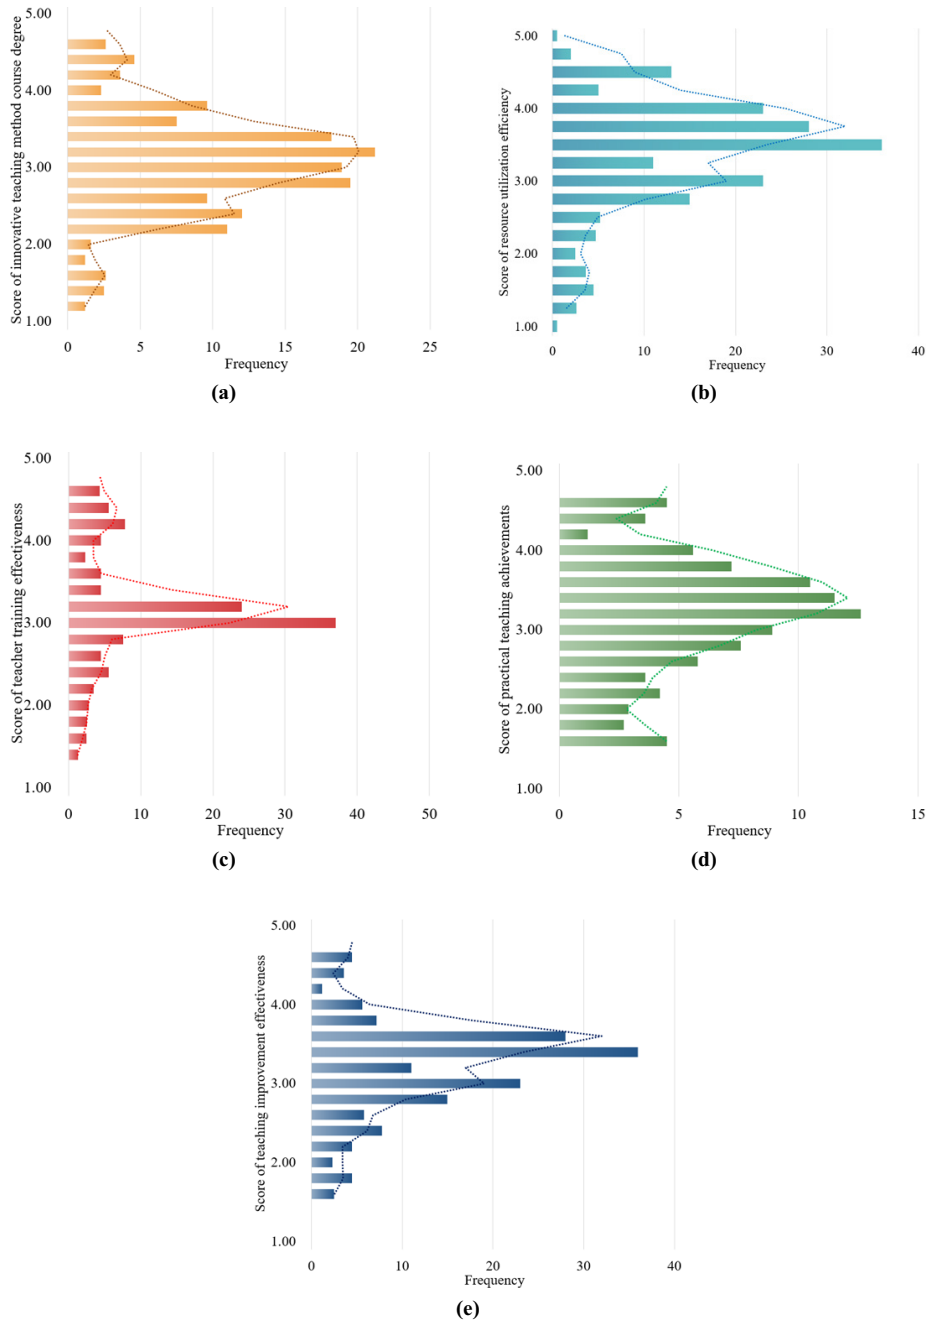 Score of innovative teaching method course degree
5.00
4.00
3.00
2.00
1.00
0 5 10 15 20 25
Frequency
(a)
Score of resource utilization efficiency
5.00
4.00
3.00
2.00
1.00
0 10 20 30 40
Frequency
(b)
Score of teacher training effectiveness
5.00
4.00
3.00
2.00
1.00
0 10 20 30 40 50
Frequency
(c)
Score of practical teaching achievements
5.00
4.00
3.00
2.00
1.00
0 5 10 15
Frequency
(d)
Score of teaching improvement effectiveness
5.00
4.00
3.00
2.00
1.00
0 10 20 30 40
Frequency
(e)